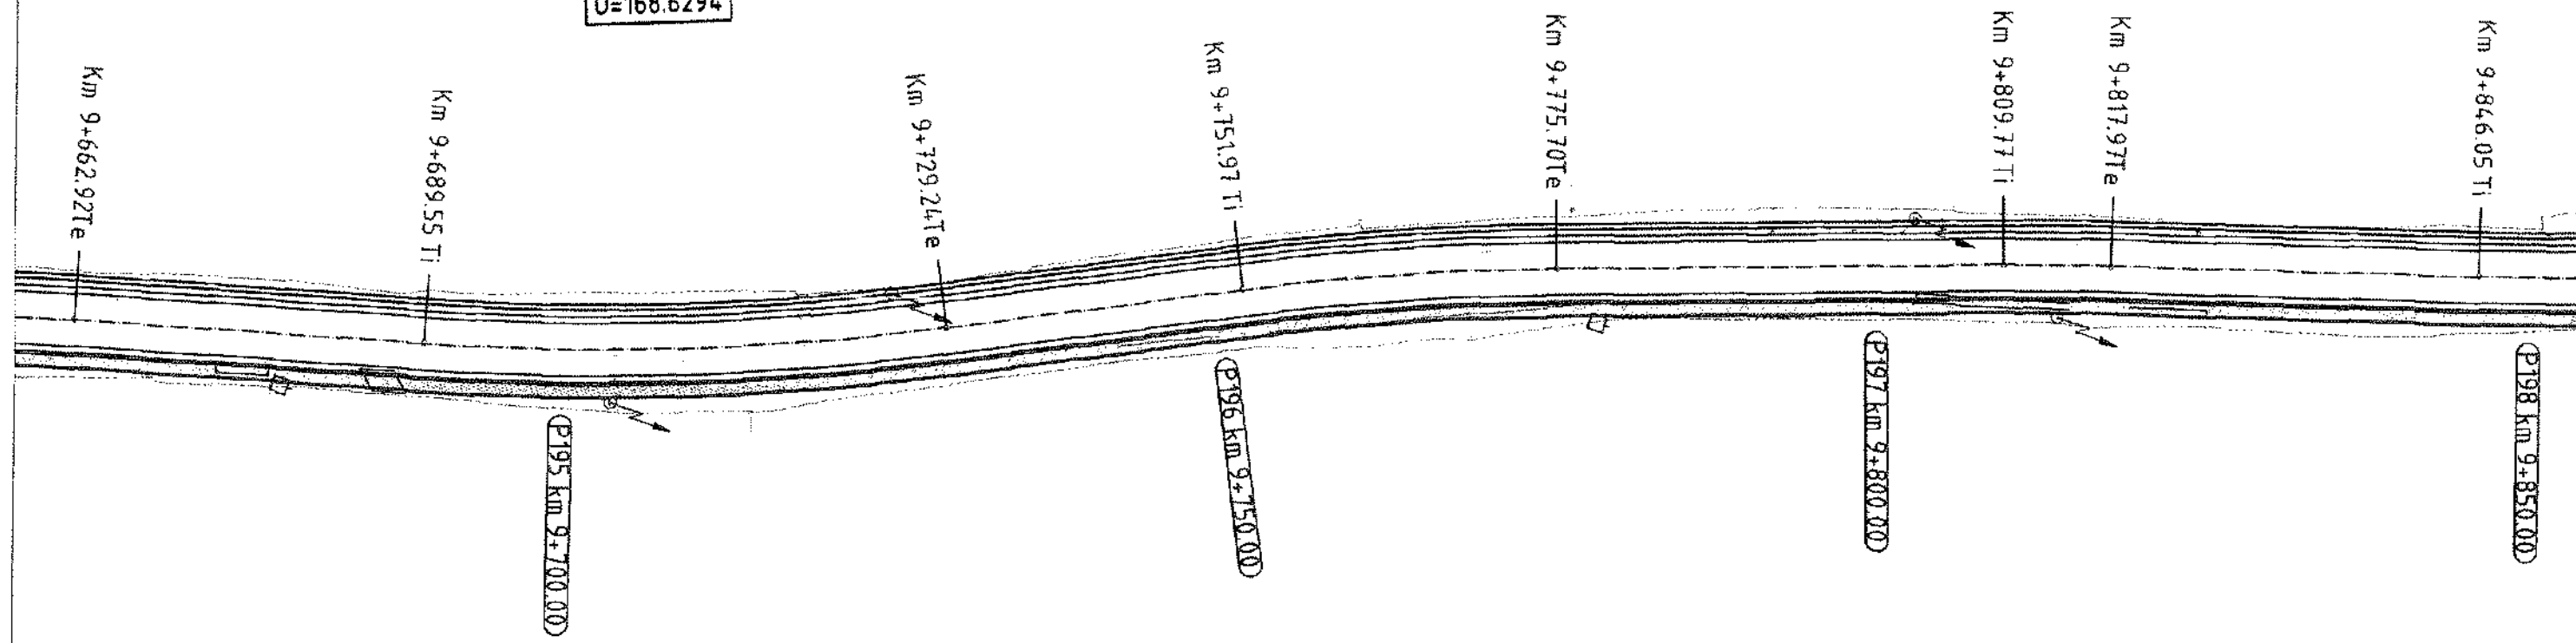 U=168.6294
Km 9+662.92Te
Km 9+689.55 Ti
Km 9+729.24Te
Km 9+751.97 Ti
Km 9+775.70Te
Km 9+809.77 Ti
Km 9+817.97Te
Km 9+846.05 Ti
P195 km 9+700.00
P196 km 9+750.00
P197 km 9+800.00
P198 km 9+850.00